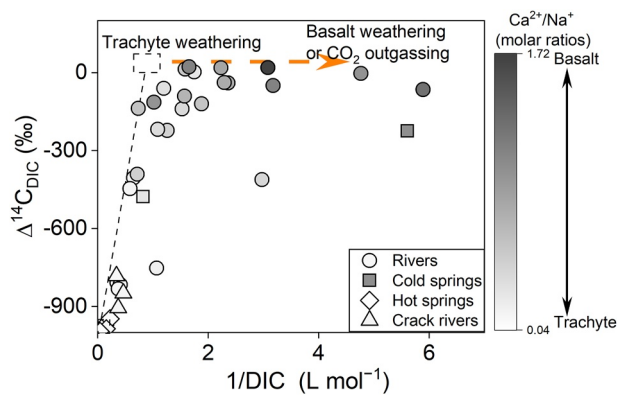 Ca²⁺/Na⁺
(molar ratios)
1.72 Basalt
0.04 Trachyte
Trachyte weathering
Basalt weathering
or CO₂ outgassing
0
-300
-600
-900
Δ¹⁴C_DIC (‰)
Rivers
Cold springs
Hot springs
Crack rivers
0 2 4 6
1/DIC (L mol⁻¹)